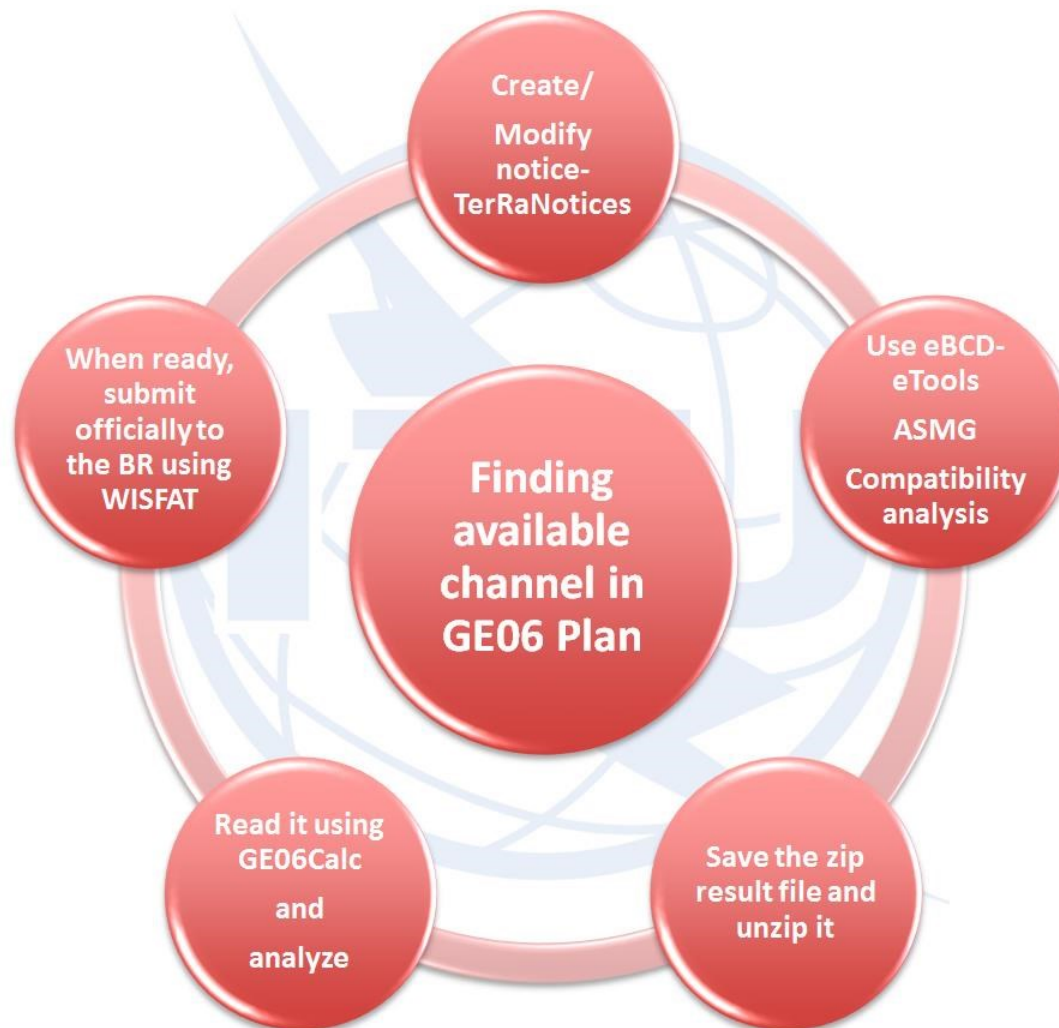 Create/
Modify
notice-
TerRaNotices
Use eBCD-
eTools
ASMG
Compatibility
analysis
Save the zip
result file and
unzip it
Read it using
GE06Calc
and
analyze
When ready,
submit
officially to
the BR using
WISFAT
Finding
available
channel in
GE06 Plan
ITU